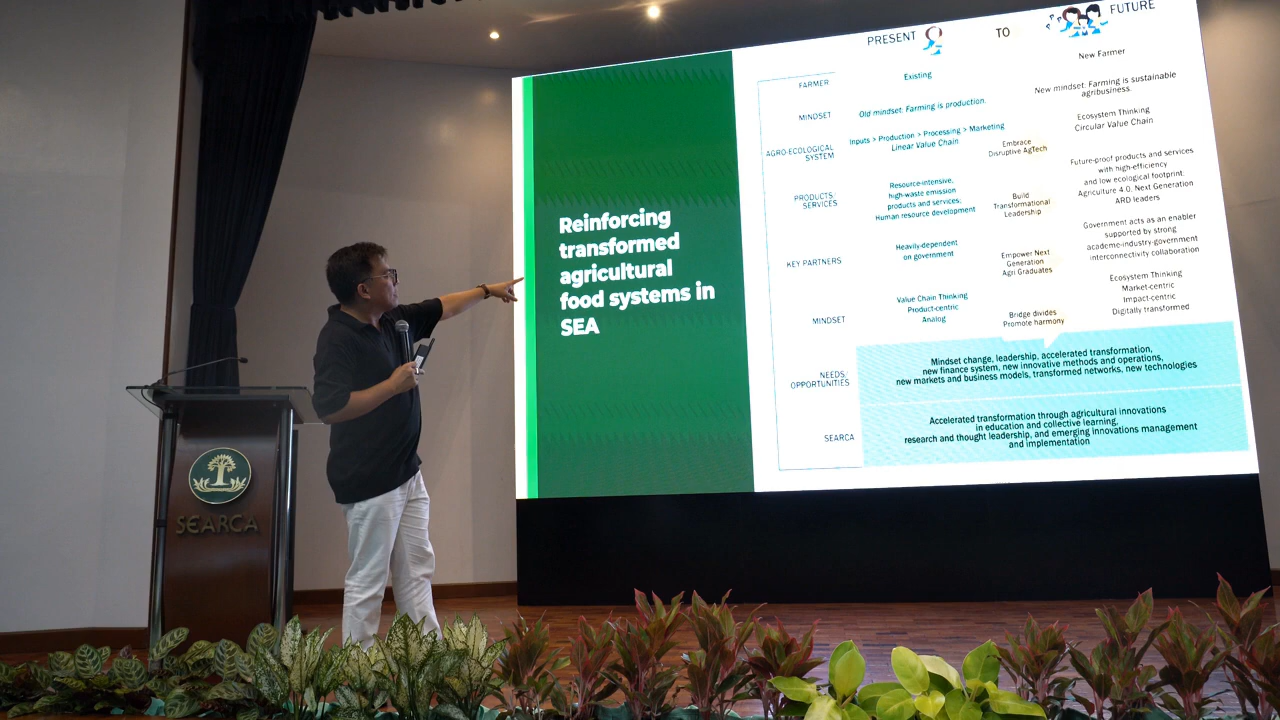 SEARCA
Reinforcing
transformed
agricultural
food systems in
SEA
PRESENT
TO
FUTURE
FARMER
Existing
New Farmer
MINDSET
Old mindset: Farming is production.
New mindset: Farming is sustainable
agribusiness.
AGRO-ECOLOGICAL
SYSTEM
Inputs > Production > Processing > Marketing
Linear Value Chain
Embrace
Disruptive AgTech
Ecosystem Thinking
Circular Value Chain
PRODUCTS/
SERVICES
Resource-intensive,
high-waste emission
products and services;
Human resource development
Build
Transformational
Leadership
Future-proof products and services
with high-efficiency
and low ecological footprint;
Agriculture 4.0, Next Generation
ARD leaders
KEY PARTNERS
Heavily-dependent
on government
Empower Next
Generation
Agri Graduates
Government acts as an enabler
supported by strong
academe-industry-government
interconnectivity collaboration
MINDSET
Value Chain Thinking
Product-centric
Analog
Bridge divides
Promote harmony
Ecosystem Thinking
Market-centric
Impact-centric
Digitally transformed
NEEDS/
OPPORTUNITIES
Mindset change, leadership, accelerated transformation,
new finance system, new innovative methods and operations,
new markets and business models, transformed networks, new technologies
SEARCA
Accelerated transformation through agricultural innovations
in education and collective learning,
research and thought leadership, and emerging innovations management
and implementation